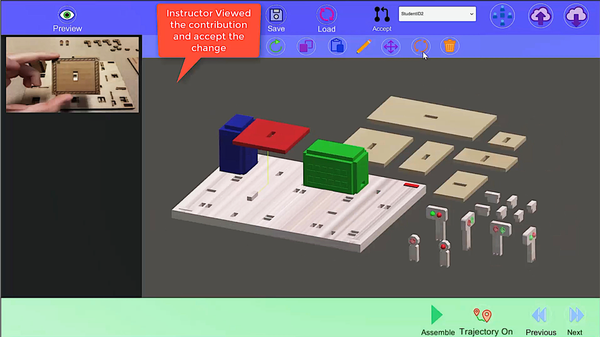 Preview
Instructor Viewed
the contribution
and accept the
change
Save
Load
Accept
StudentID2
Assemble
Trajectory On
Previous
Next